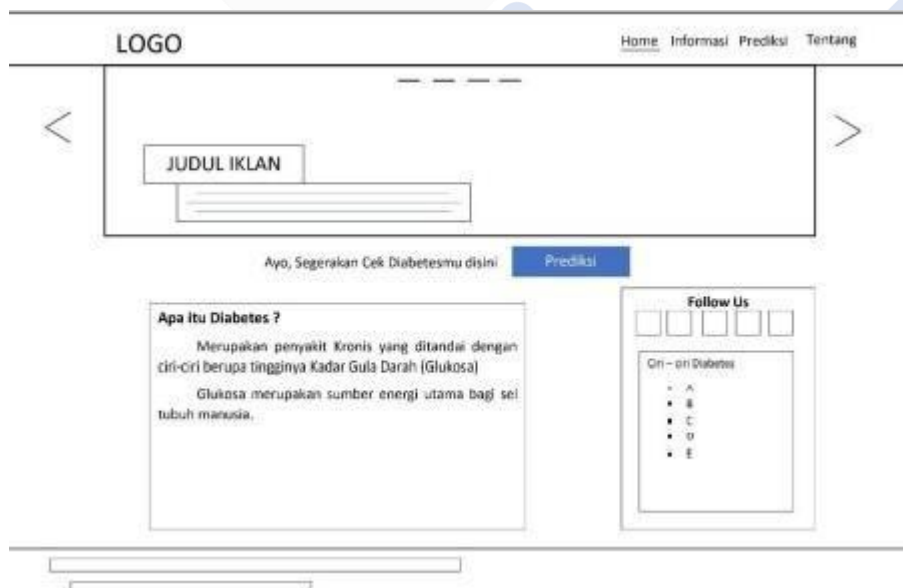 LOGO
Home Informasi Prediksi Tentang
< >
JUDUL IKLAN
Ayo, Segerakan Cek Diabetesmu disini Prediksi
Apa itu Diabetes ?
Merupakan penyakit Kronis yang ditandai dengan
ciri-ciri berupa tingginya Kadar Gula Darah (Glukosa)
Glukosa merupakan sumber energi utama bagi sel
tubuh manusia.
Follow Us
Ciri – ciri Diabetes
A
B
C
D
E